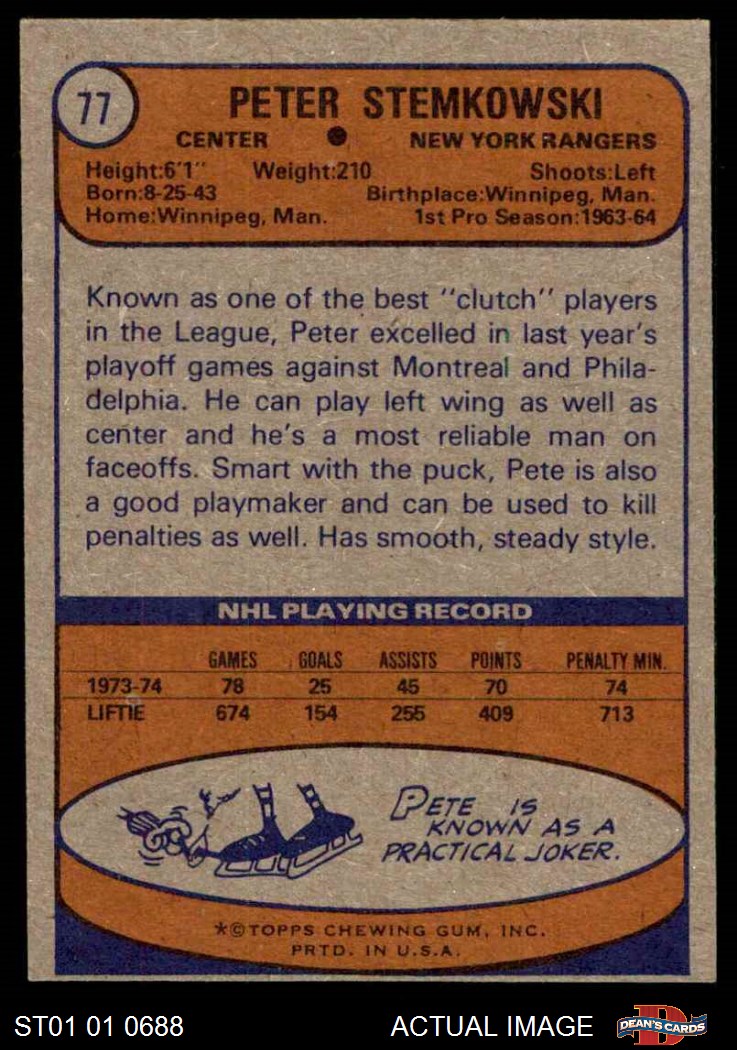 77
PETER STEMKOWSKI
CENTER ● NEW YORK RANGERS
Height:6'1" Weight:210 Shoots:Left
Born:8-25-43 Birthplace:Winnipeg, Man.
Home:Winnipeg, Man. 1st Pro Season:1963-64
Known as one of the best "clutch" players
in the League, Peter excelled in last year's
playoff games against Montreal and Phila-
delphia. He can play left wing as well as
center and he's a most reliable man on
faceoffs. Smart with the puck, Pete is also
a good playmaker and can be used to kill
penalties as well. Has smooth, steady style.
NHL PLAYING RECORD
GAMES GOALS ASSISTS POINTS PENALTY MIN.
1973-74 78 25 45 70 74
LIFTIE 674 154 255 409 713
PETE IS
KNOWN AS A
PRACTICAL JOKER.
*©TOPPS CHEWING GUM, INC.
PRTD. IN U.S.A.
ST01 01 0688 ACTUAL IMAGE D DEAN'S CARDS